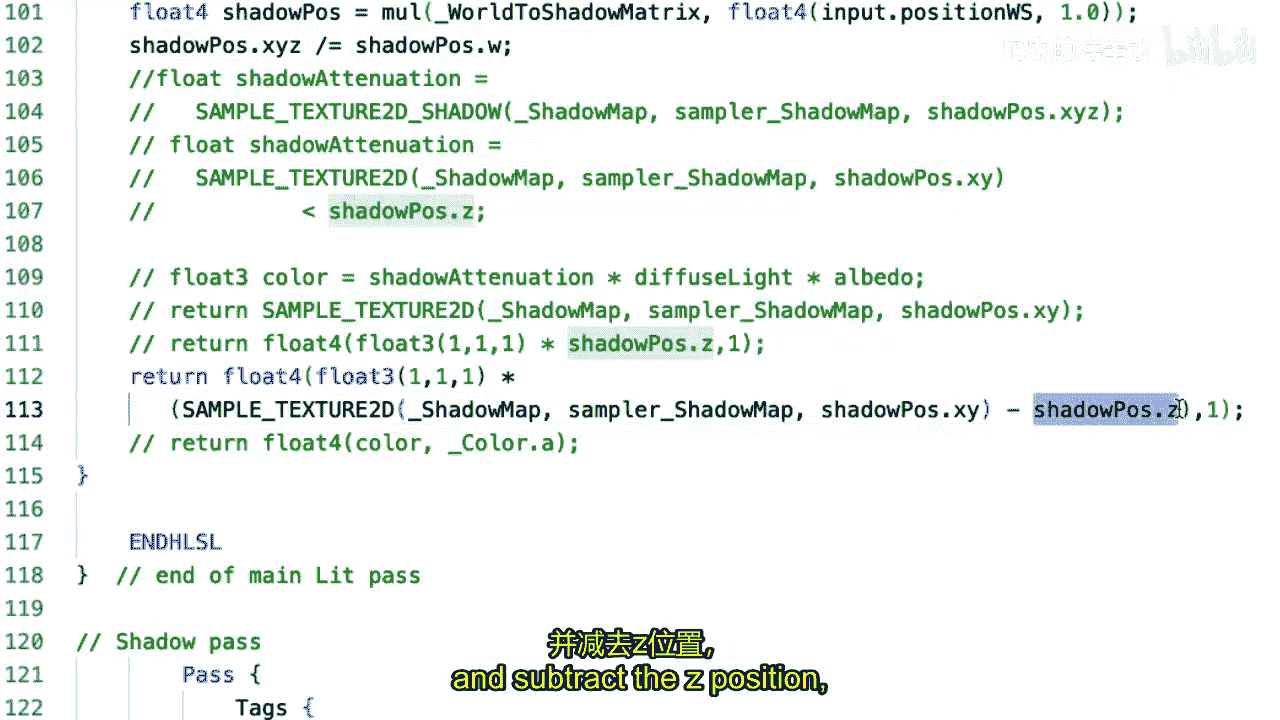 101 float4 shadowPos = mul(_WorldToShadowMatrix, float4(input.positionWS, 1.0));
102 shadowPos.xyz /= shadowPos.w;
103 //float shadowAttenuation =
104 // SAMPLE_TEXTURE2D_SHADOW(_ShadowMap, sampler_ShadowMap, shadowPos.xyz);
105 // float shadowAttenuation =
106 // SAMPLE_TEXTURE2D(_ShadowMap, sampler_ShadowMap, shadowPos.xy)
107 // < shadowPos.z;
108
109 // float3 color = shadowAttenuation * diffuseLight * albedo;
110 // return SAMPLE_TEXTURE2D(_ShadowMap, sampler_ShadowMap, shadowPos.xy);
111 // return float4(float3(1,1,1) * shadowPos.z,1);
112 return float4(float3(1,1,1) *
113 (SAMPLE_TEXTURE2D(_ShadowMap, sampler_ShadowMap, shadowPos.xy) - shadowPos.z),1);
114 // return float4(color, _Color.a);
115 }
116
117 ENDHLSL
118 } // end of main Lit pass
119
120 // Shadow pass
121 Pass {
122 Tags {
并减去z位置,
and subtract the z position,
bilibili